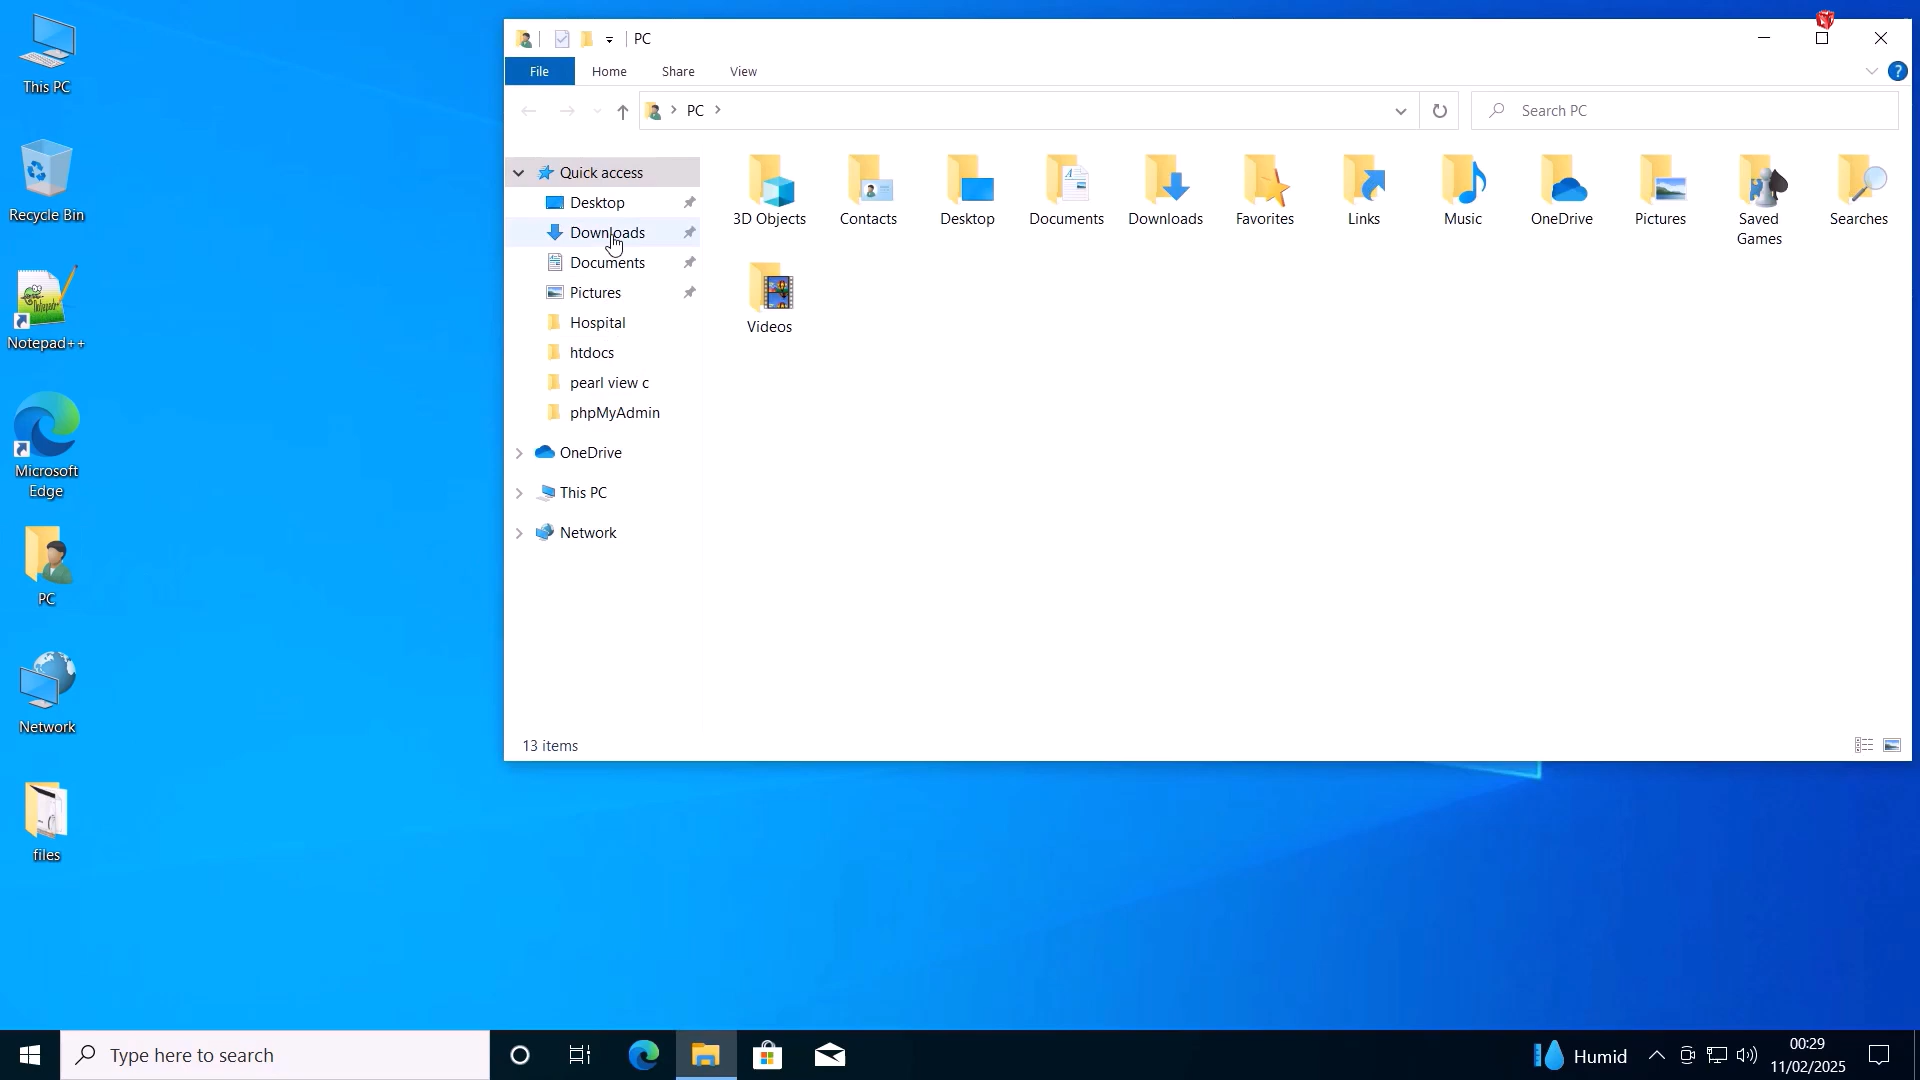 This PC
Recycle Bin
Notepad++
Microsoft
Edge
PC
Network
files
PC
File Home Share View
PC
Search PC
Quick access
Desktop
Downloads
Documents
Pictures
Hospital
htdocs
pearl view c
phpMyAdmin
OneDrive
This PC
Network
3D Objects Contacts Desktop Documents Downloads Favorites Links Music OneDrive Pictures Saved Games Searches
Videos
13 items
Type here to search
Humid
00:29
11/02/2025